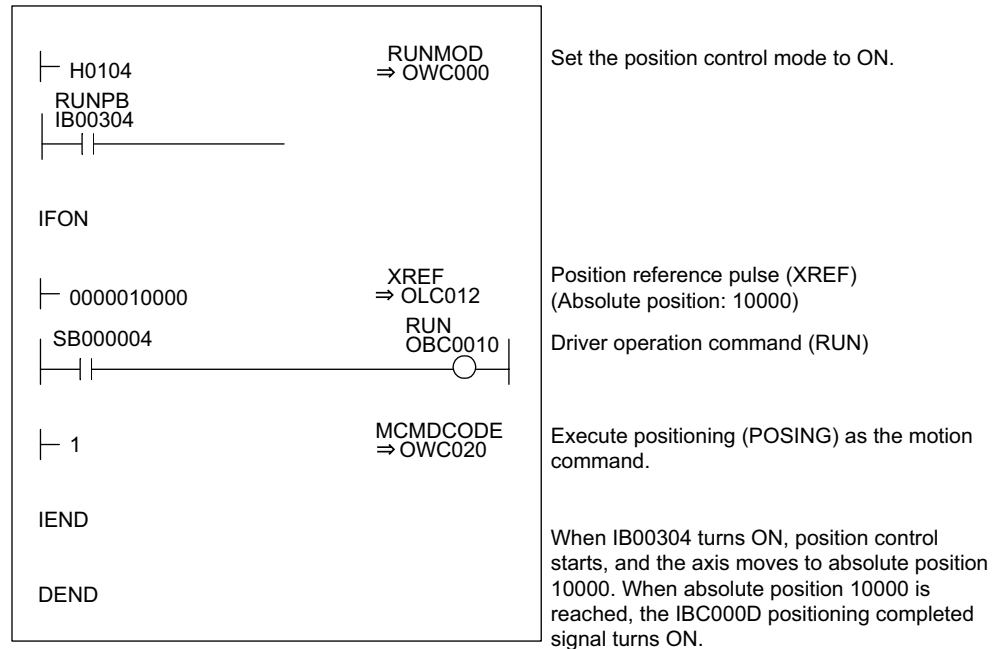 RUNMOD
H0104 ⇒ OWC000
Set the position control mode to ON.
RUNPB
IB00304
IFON
XREF
0000010000 ⇒ OLC012
Position reference pulse (XREF)
(Absolute position: 10000)
RUN
SB000004 OBC0010
Driver operation command (RUN)
MCMDCODE
1 ⇒ OWC020
Execute positioning (POSING) as the motion
command.
IEND
DEND
When IB00304 turns ON, position control
starts, and the axis moves to absolute position
10000. When absolute position 10000 is
reached, the IBC000D positioning completed
signal turns ON.